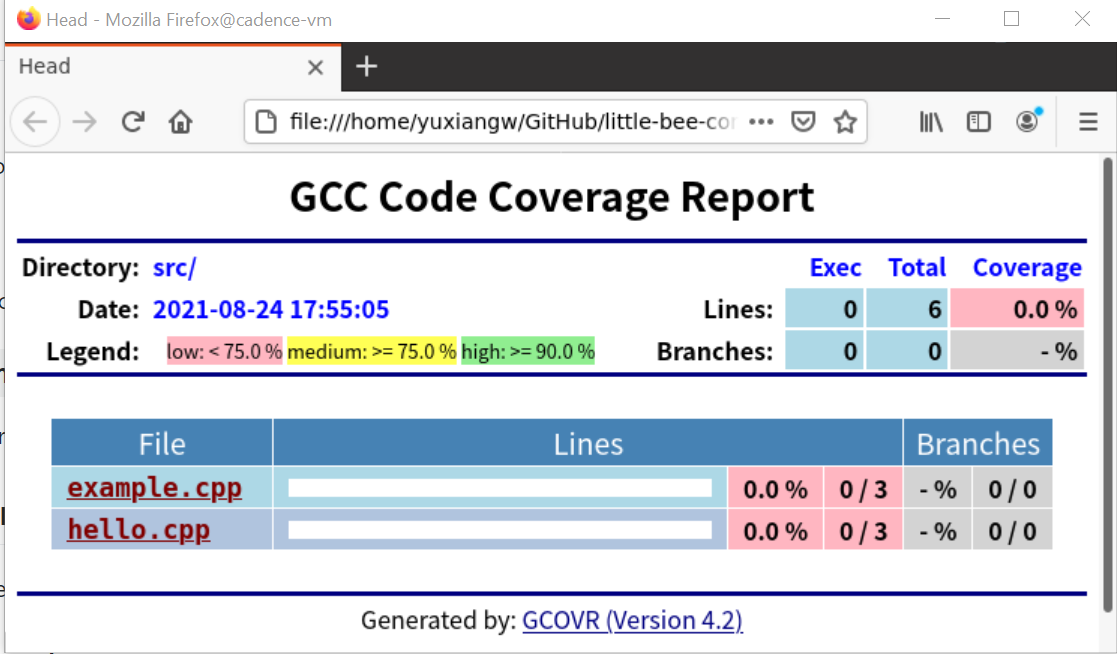 Head - Mozilla Firefox@cadence-vm
Head
file:///home/yuxiangw/GitHub/little-bee-cor
GCC Code Coverage Report
Directory: src/ Exec Total Coverage
Date: 2021-08-24 17:55:05 Lines: 0 6 0.0 %
Legend: low: < 75.0 % medium: >= 75.0 % high: >= 90.0 % Branches: 0 0 - %
File Lines Branches
example.cpp 0.0 % 0 / 3 - % 0 / 0
hello.cpp 0.0 % 0 / 3 - % 0 / 0
Generated by: GCOVR (Version 4.2)